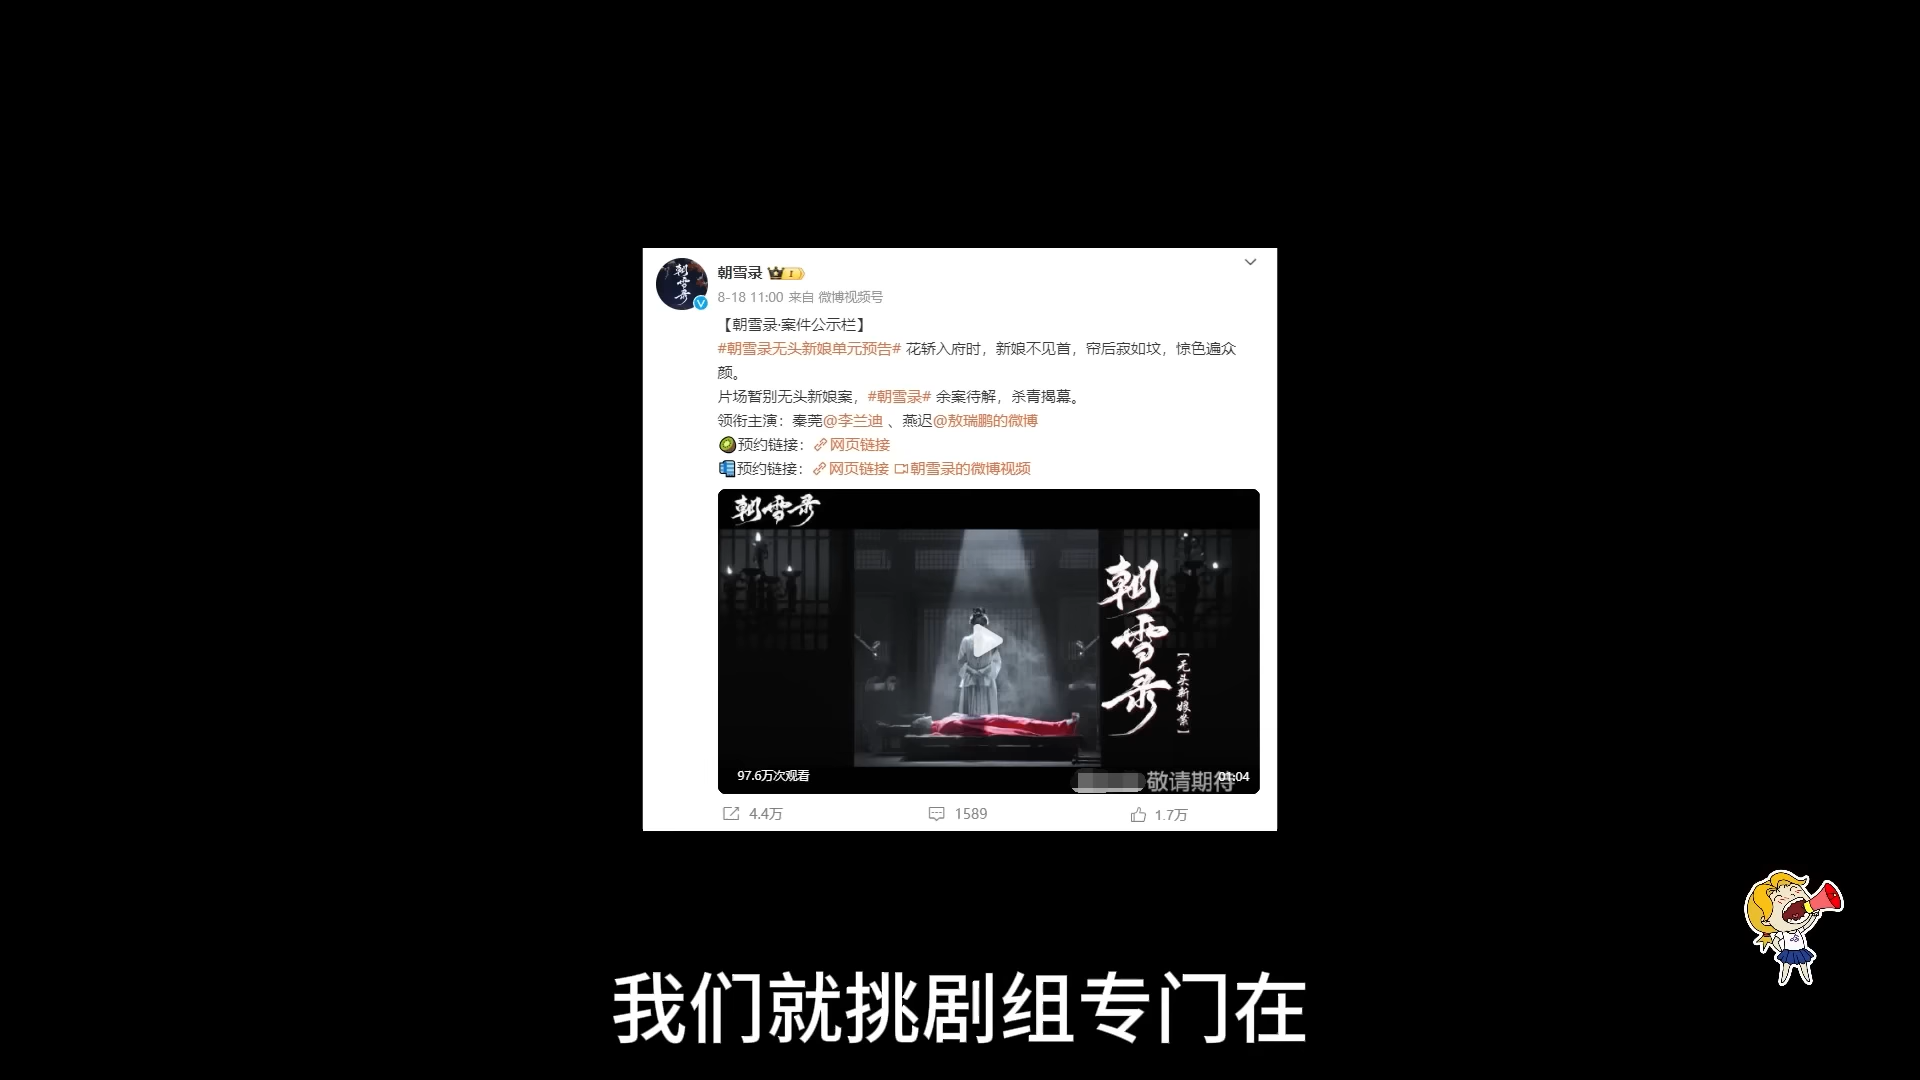 朝雪录
朝雪录
8-18 11:00 来自 微博视频号
【朝雪录·案件公示栏】
#朝雪录无头新娘单元预告# 花轿入府时，新娘不见首，帘后寂如坟，惊色遍众
颜。
片场暂别无头新娘案，#朝雪录# 余案待解，杀青揭幕。
领衔主演：秦莞@李兰迪 、燕迟@敖瑞鹏的微博
预约链接：网页链接
预约链接：网页链接 朝雪录的微博视频
朝雪录
朝雪录
[无头新娘案]
97.6万次观看
敬请期待
01:04
4.4万 1589 1.7万
我们就挑剧组专门在